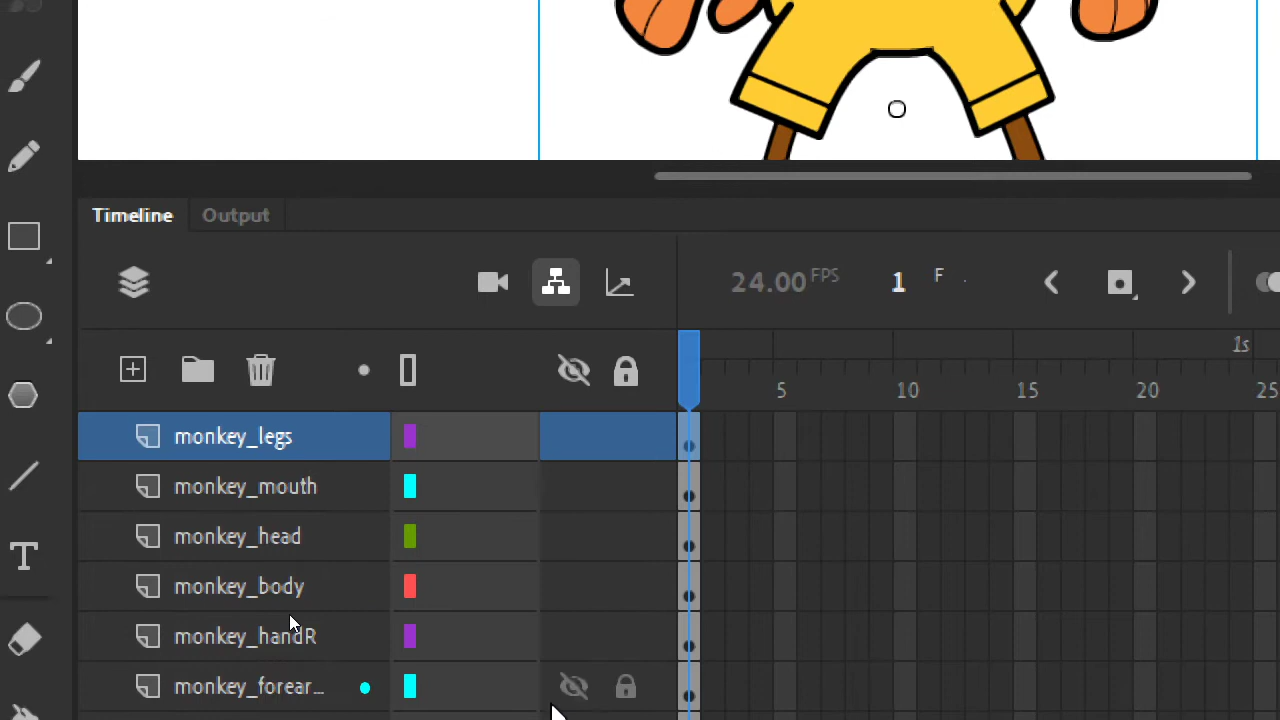 Timeline Output
24.00 FPS 1 F
1s
5 10 15 20 25
monkey_legs
monkey_mouth
monkey_head
monkey_body
monkey_handR
monkey_forear...
T